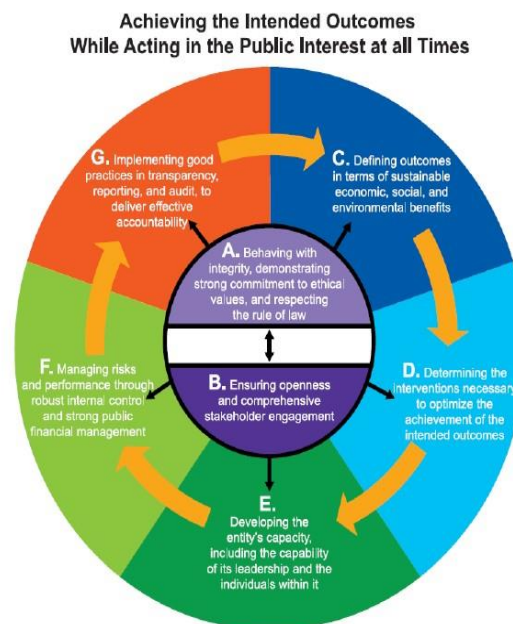 Achieving the Intended Outcomes
While Acting in the Public Interest at all Times
G. Implementing good
practices in transparency,
reporting, and audit, to
deliver effective
accountability
C. Defining outcomes
in terms of sustainable
economic, social, and
environmental benefits
A. Behaving with
integrity, demonstrating
strong commitment to ethical
values, and respecting
the rule of law
B. Ensuring openness
and comprehensive
stakeholder engagement
F. Managing risks
and performance through
robust internal control
and strong public
financial management
D. Determining the
interventions necessary
to optimize the
achievement of the
intended outcomes
E.
Developing the
entity's capacity,
including the capability
of its leadership and the
individuals within it